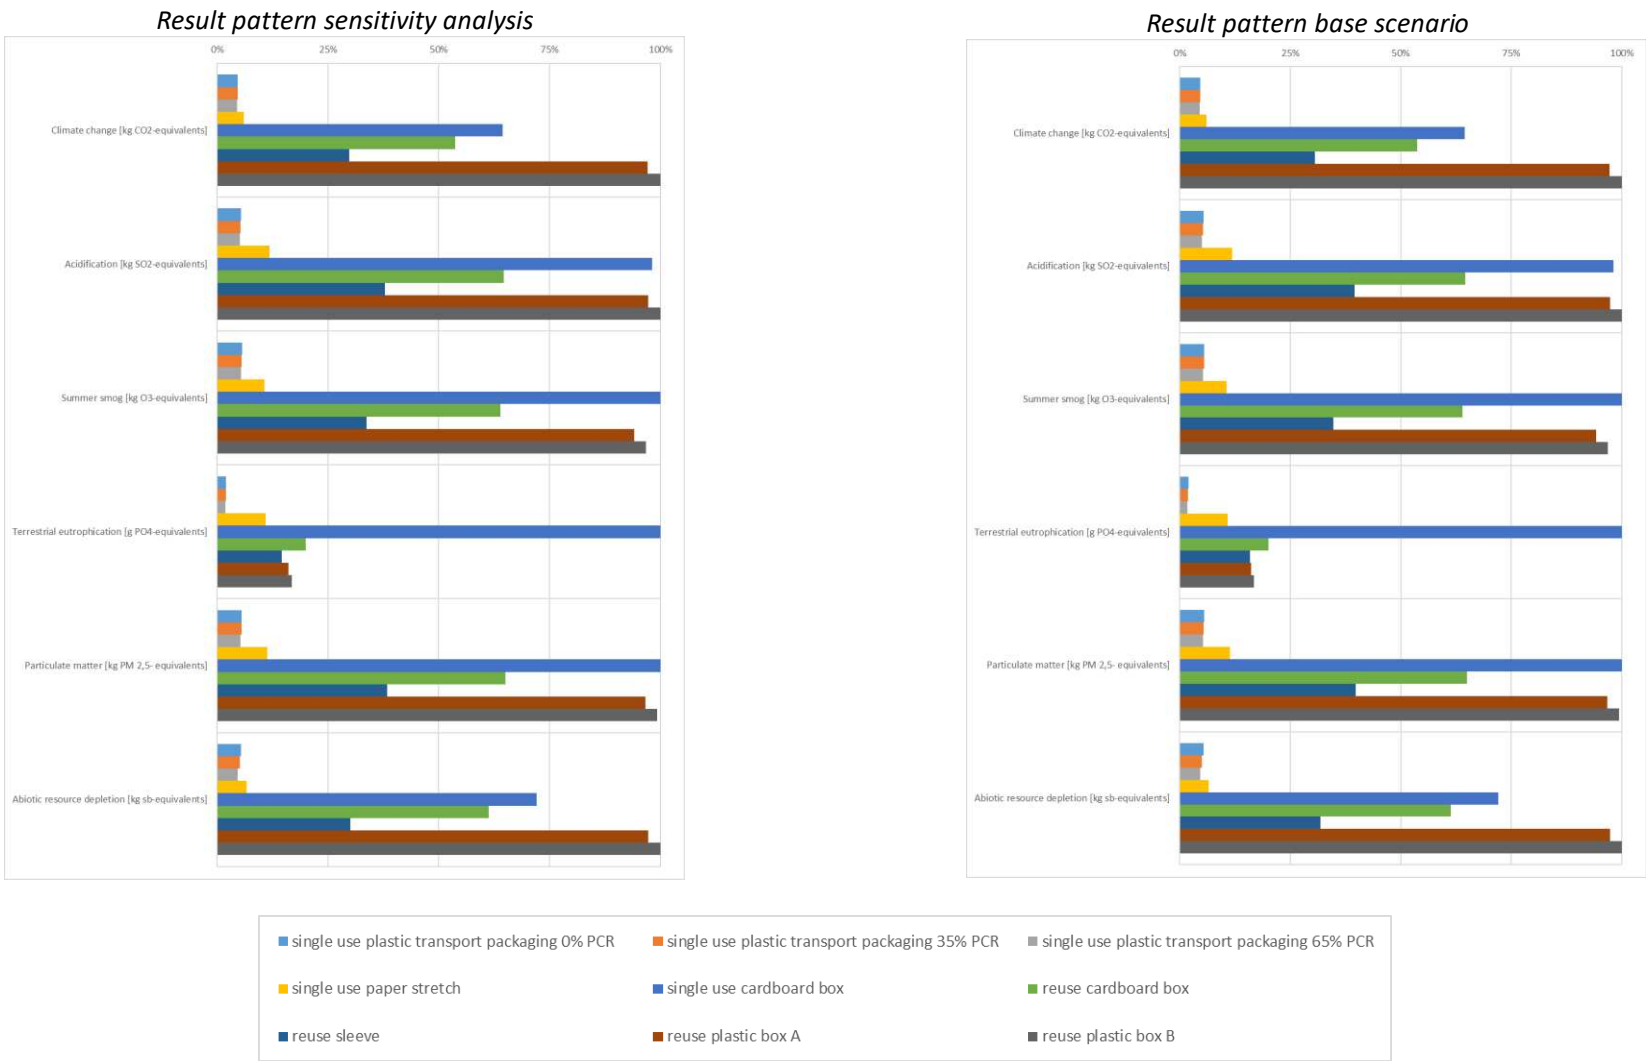 Result pattern sensitivity analysis
0% 25% 50% 75% 100%
Climate change [kg CO2-equivalents]
Acidification [kg SO2-equivalents]
Summer smog [kg O3-equivalents]
Terrestrial eutrophication [g PO4-equivalents]
Particulate matter [kg PM 2,5- equivalents]
Abiotic resource depletion [kg sb-equivalents]
Result pattern base scenario
0% 25% 50% 75% 100%
Climate change [kg CO2-equivalents]
Acidification [kg SO2-equivalents]
Summer smog [kg O3-equivalents]
Terrestrial eutrophication [g PO4-equivalents]
Particulate matter [kg PM 2,5- equivalents]
Abiotic resource depletion [kg sb-equivalents]
single use plastic transport packaging 0% PCR single use plastic transport packaging 35% PCR single use plastic transport packaging 65% PCR
single use paper stretch single use cardboard box reuse cardboard box
reuse sleeve reuse plastic box A reuse plastic box B